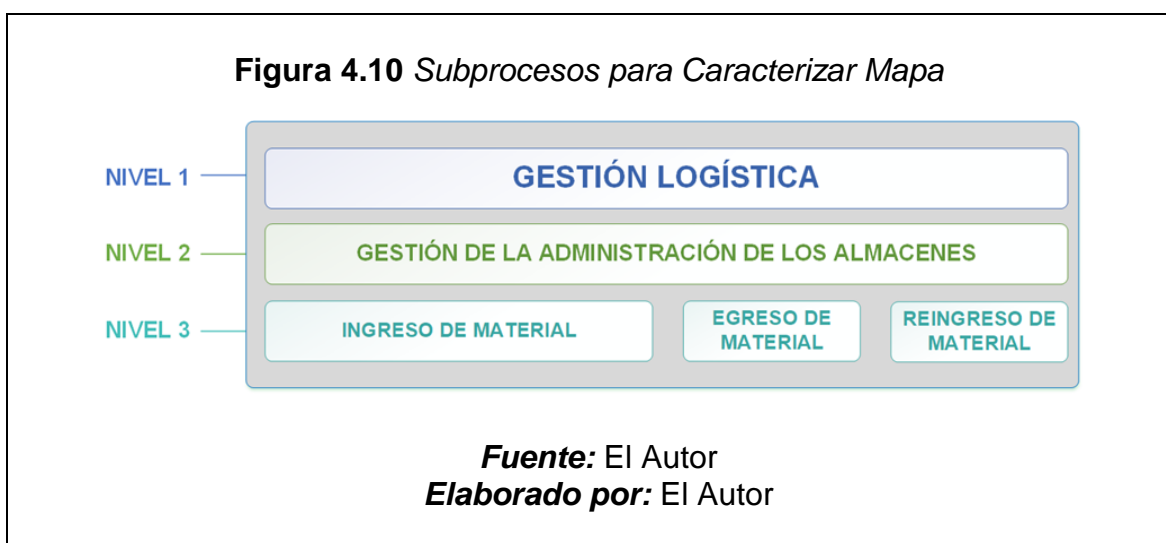 Figura 4.10 Subprocesos para Caracterizar Mapa
NIVEL 1
GESTIÓN LOGÍSTICA
NIVEL 2
GESTIÓN DE LA ADMINISTRACIÓN DE LOS ALMACENES
NIVEL 3
INGRESO DE MATERIAL
EGRESO DE
MATERIAL
REINGRESO DE
MATERIAL
Fuente: El Autor
Elaborado por: El Autor